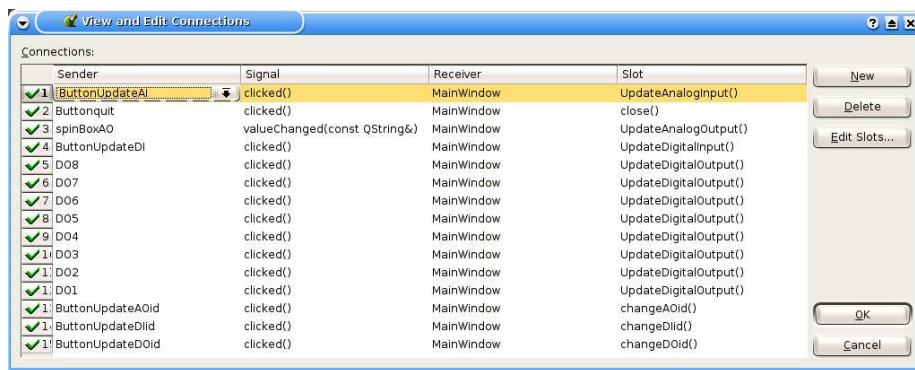 View and Edit Connections
Connections:
Sender Signal Receiver Slot
1 ButtonUpdateAI clicked() MainWindow UpdateAnalogInput()
2 Buttonquit clicked() MainWindow close()
3 spinBoxAO valueChanged(const QString&) MainWindow UpdateAnalogOutput()
4 ButtonUpdateDI clicked() MainWindow UpdateDigitalInput()
5 DO8 clicked() MainWindow UpdateDigitalOutput()
6 DO7 clicked() MainWindow UpdateDigitalOutput()
7 DO6 clicked() MainWindow UpdateDigitalOutput()
8 DO5 clicked() MainWindow UpdateDigitalOutput()
9 DO4 clicked() MainWindow UpdateDigitalOutput()
DO3 clicked() MainWindow UpdateDigitalOutput()
DO2 clicked() MainWindow UpdateDigitalOutput()
DO1 clicked() MainWindow UpdateDigitalOutput()
ButtonUpdateAOid clicked() MainWindow changeAOid()
ButtonUpdateDIid clicked() MainWindow changeDIid()
ButtonUpdateDOid clicked() MainWindow changeDOid()
New
Delete
Edit Slots...
OK
Cancel